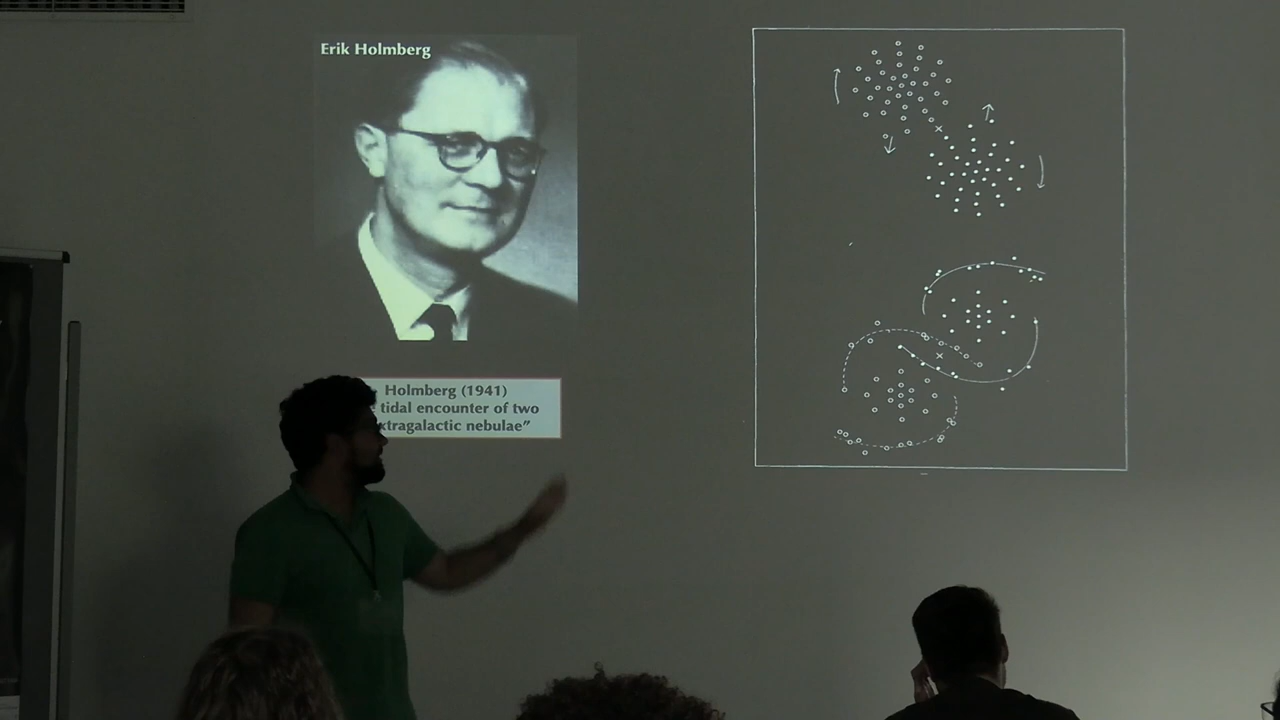 Erik Holmberg
Holmberg (1941)
tidal encounter of two
xtragalactic nebulae”